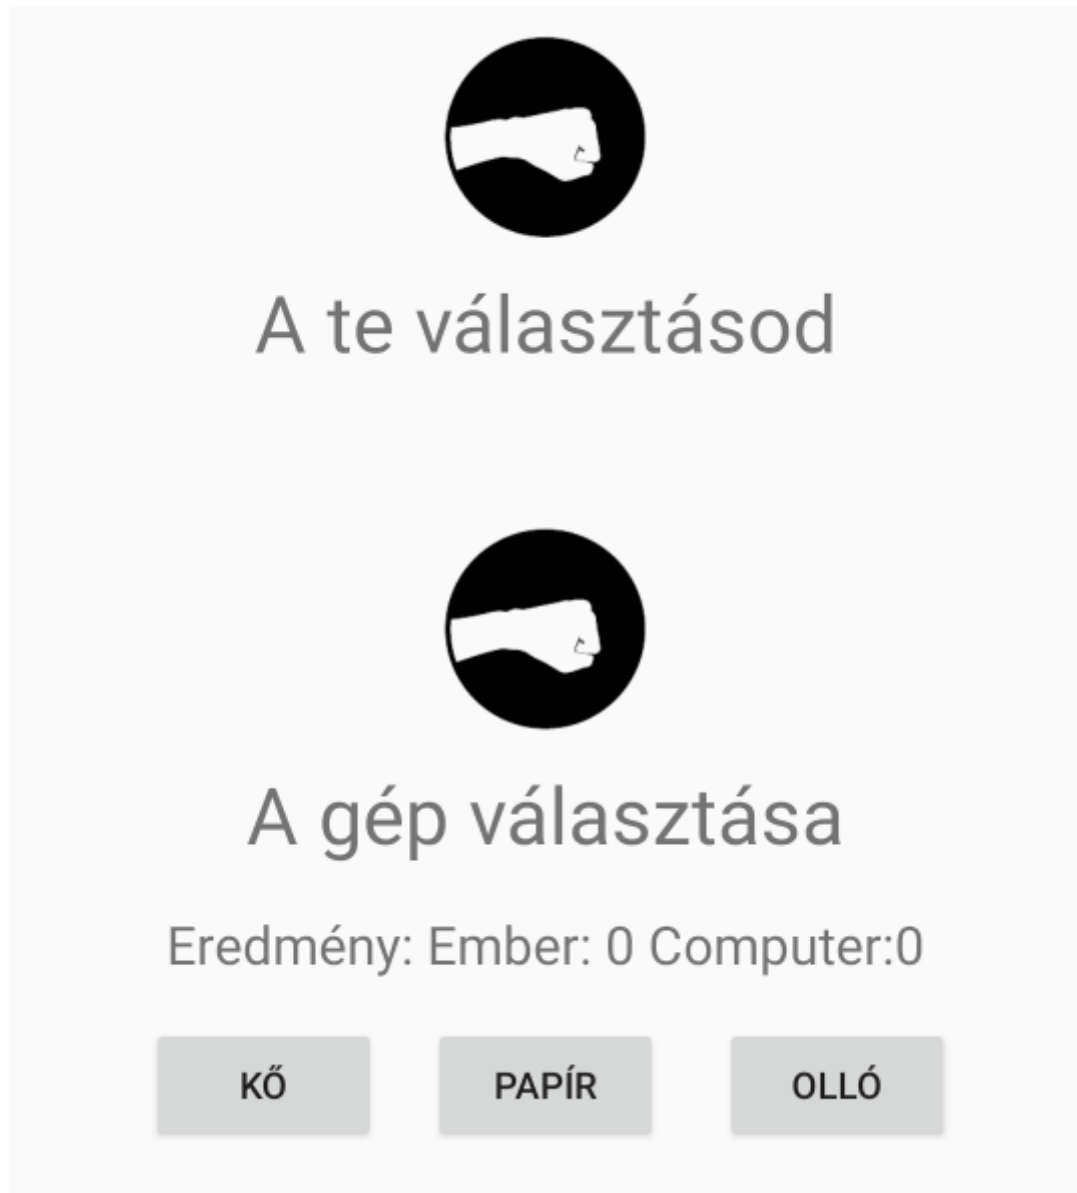 A te választásod
A gép választása
Eredmény: Ember: 0 Computer:0
KŐ PAPÍR OLLÓ